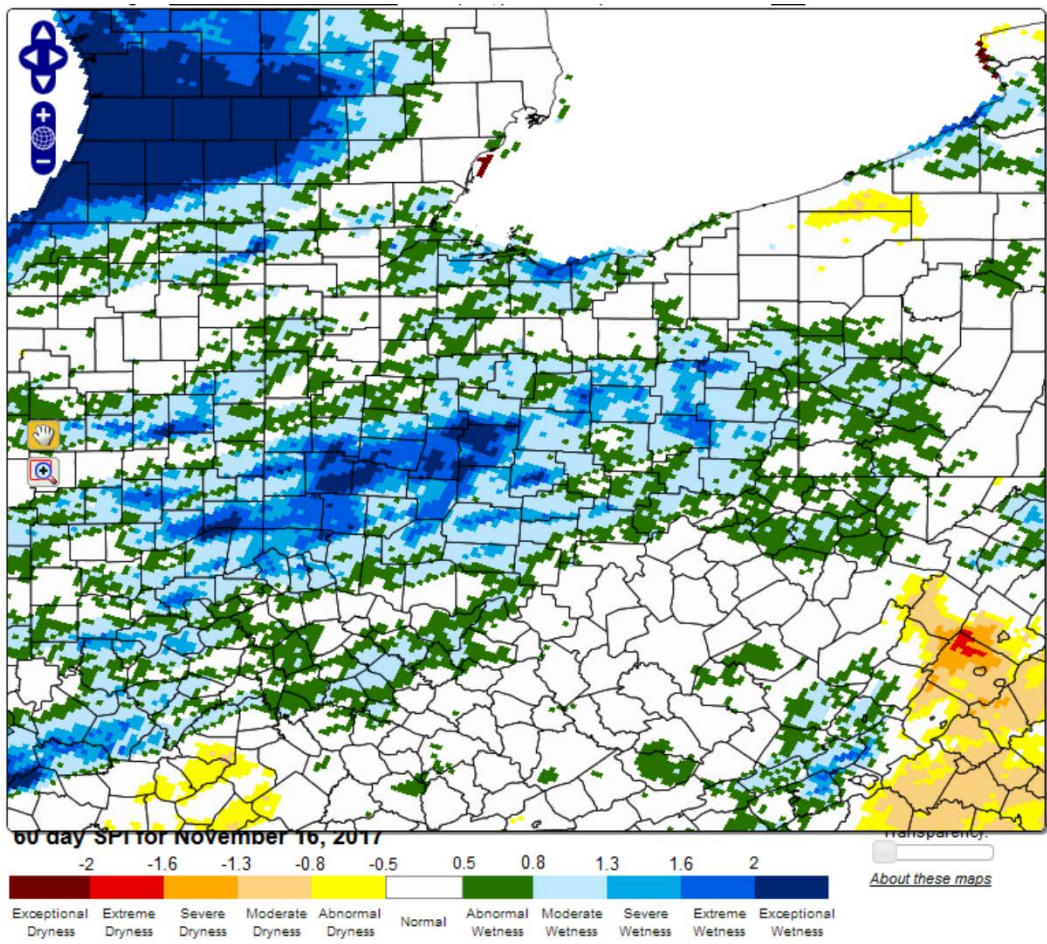 60 day SPI for November 16, 2017
Transparency:
-2 -1.6 -1.3 -0.8 -0.5 0.5 0.8 1.3 1.6 2
Exceptional Dryness
Extreme Dryness
Severe Dryness
Moderate Dryness
Abnormal Dryness
Normal
Abnormal Wetness
Moderate Wetness
Severe Wetness
Extreme Wetness
Exceptional Wetness
About these maps